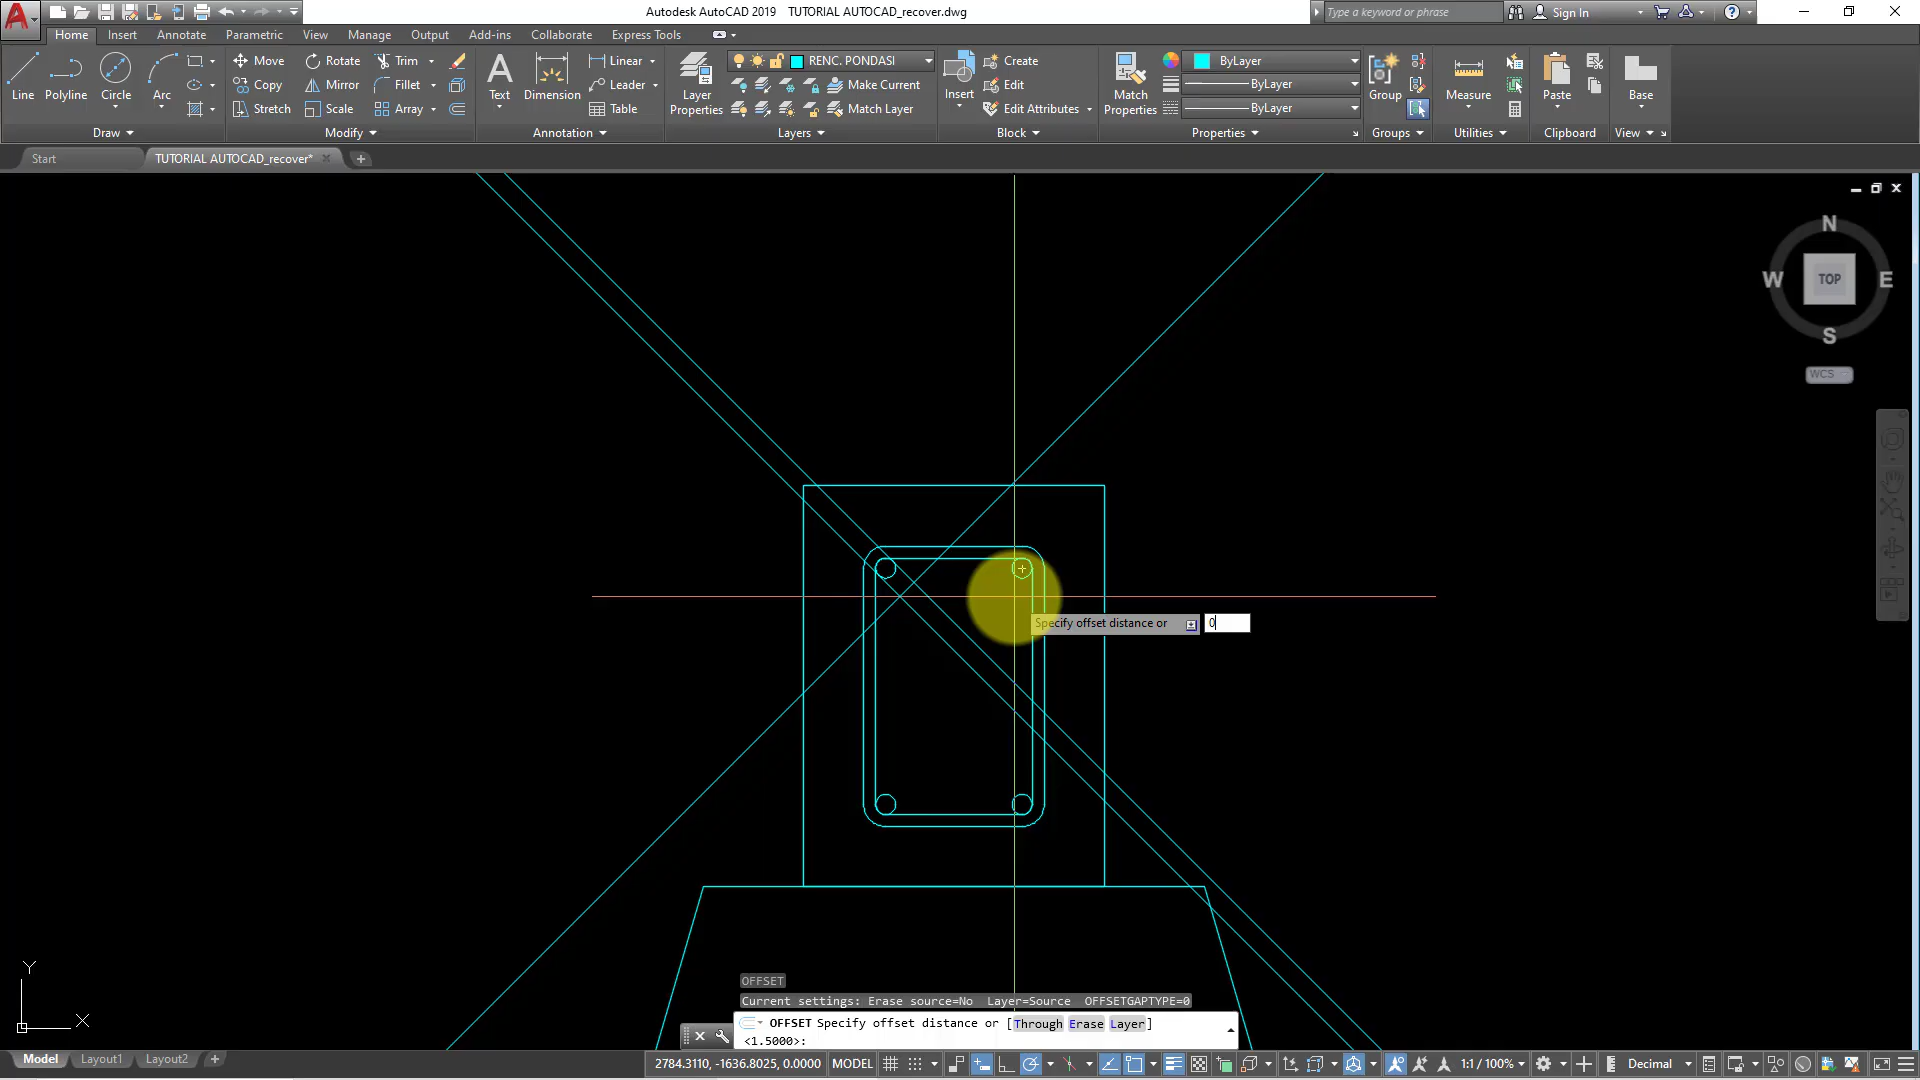 Autodesk AutoCAD 2019 TUTORIAL AUTOCAD_recover.dwg
Type a keyword or phrase
Sign In
Home Insert Annotate Parametric View Manage Output Add-ins Collaborate Express Tools
Line Polyline Circle Arc
Draw
Move Rotate Trim
Copy Mirror Fillet
Stretch Scale Array
Modify
Text Dimension
Linear
Leader
Table
Annotation
Layer Properties
RENC. PONDASI
Make Current
Match Layer
Layers
Insert
Create
Edit
Edit Attributes
Block
Match Properties
ByLayer
ByLayer
ByLayer
Properties
Group
Groups
Measure
Utilities
Paste
Clipboard
Base
View
Start TUTORIAL AUTOCAD_recover*
N
W TOP E
S
WCS
Specify offset distance or 0
Y
X
OFFSET
Current settings: Erase source=No Layer=Source OFFSETGAPTYPE=0
OFFSET Specify offset distance or [Through Erase Layer]
<1.5000>:
Model Layout1 Layout2
2784.3110, -1636.8025, 0.0000 MODEL 1:1 / 100% Decimal